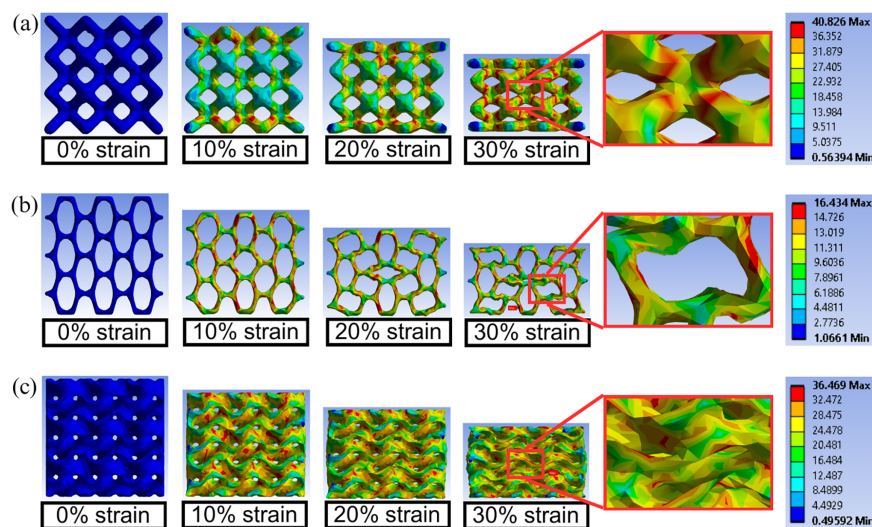 (a)
0% strain
10% strain
20% strain
30% strain
40.826 Max
36.352
31.879
27.405
22.932
18.458
13.984
9.511
5.0375
0.56394 Min
(b)
0% strain
10% strain
20% strain
30% strain
16.434 Max
14.726
13.019
11.311
9.6036
7.8961
6.1886
4.4811
2.7736
1.0661 Min
(c)
0% strain
10% strain
20% strain
30% strain
36.469 Max
32.472
28.475
24.478
20.481
16.484
12.487
8.4899
4.4929
0.49592 Min